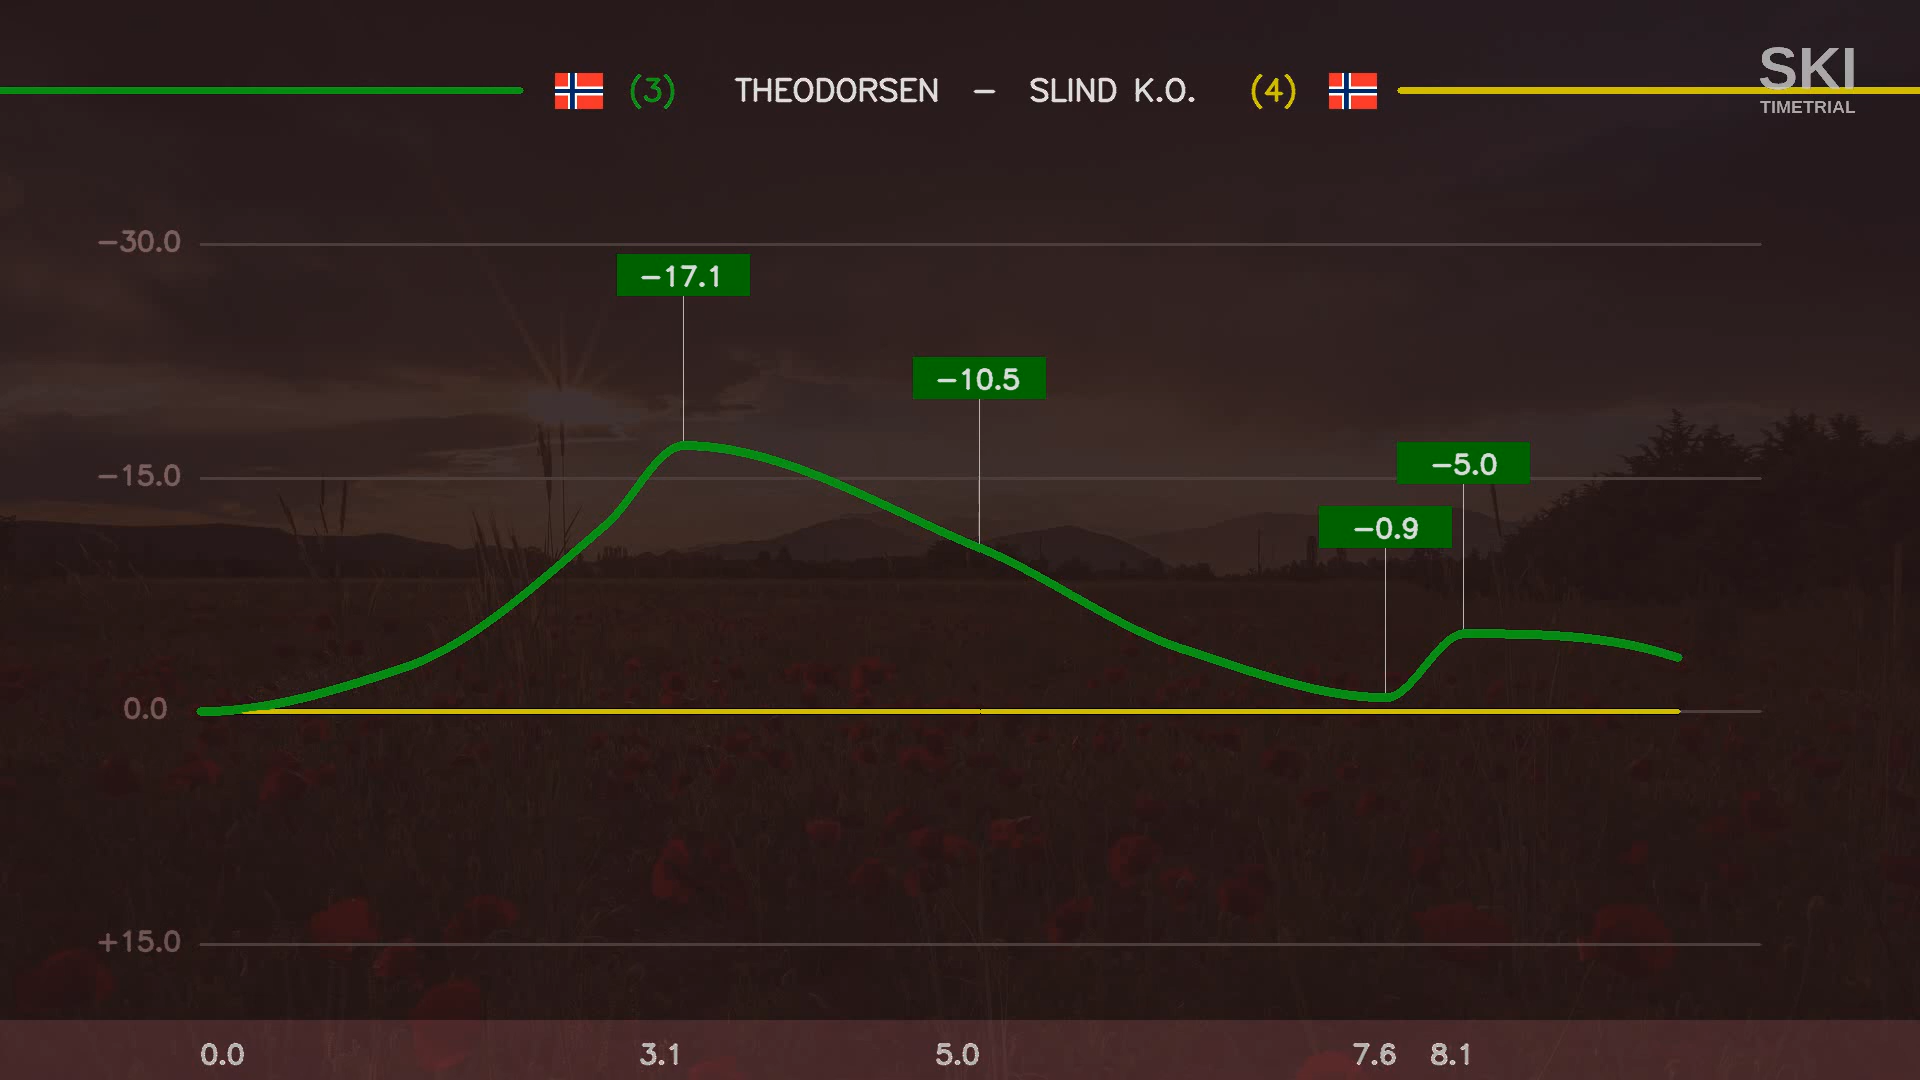 (3) THEODORSEN – SLIND K.O. (4)
SKI
TIMETRIAL
−30.0
−17.1
−10.5
−15.0
−5.0
−0.9
0.0
+15.0
0.0 3.1 5.0 7.6 8.1